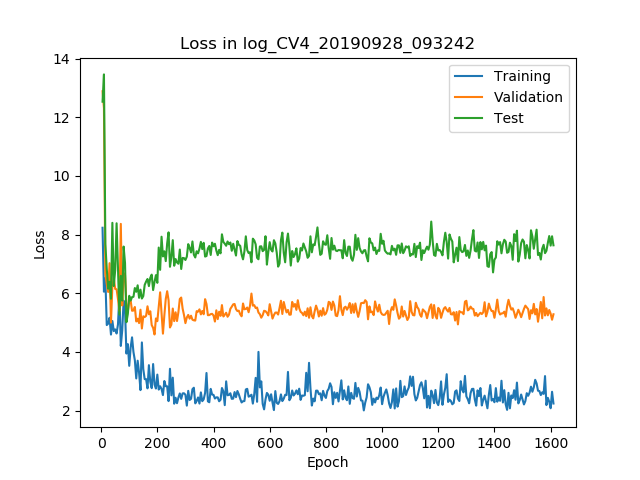 Loss in log_CV4_20190928_093242
14
12
10
8
6
4
2
Loss
Training
Validation
Test
0 200 400 600 800 1000 1200 1400 1600
Epoch